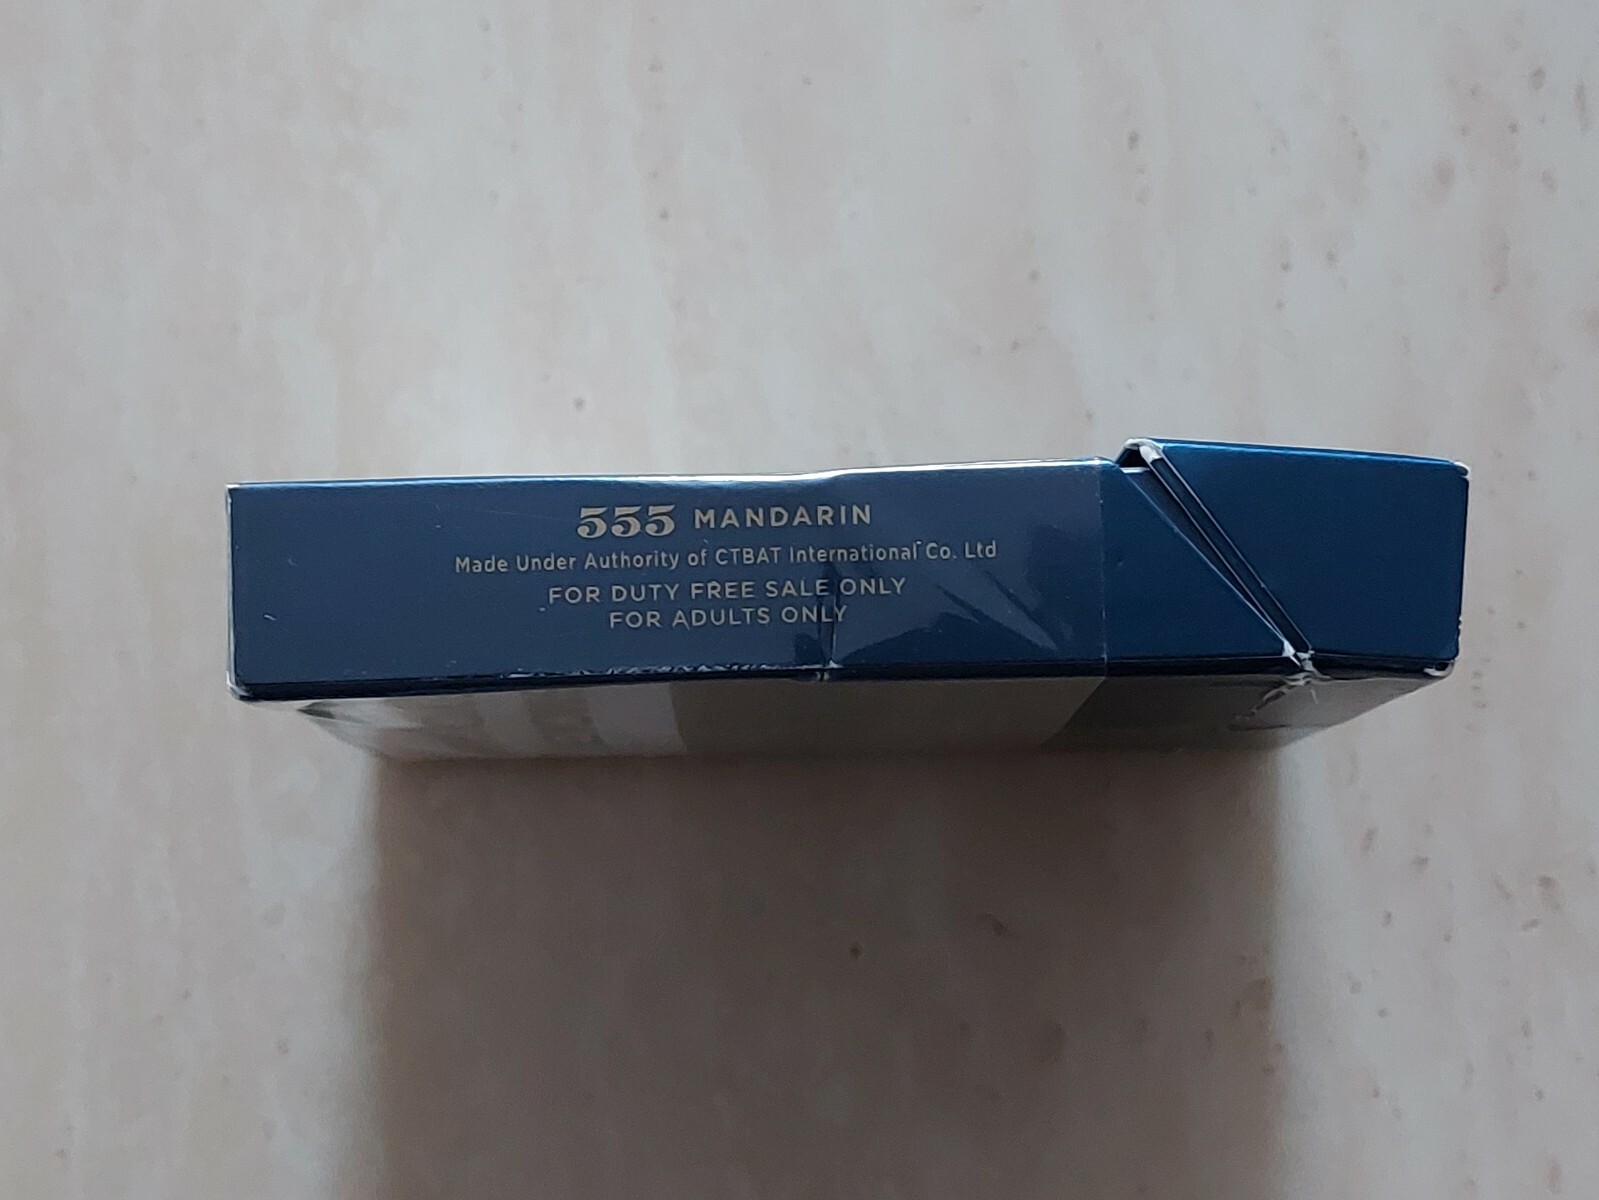 555 MANDARIN
Made Under Authority of CTBAT International Co. Ltd
FOR DUTY FREE SALE ONLY
FOR ADULTS ONLY